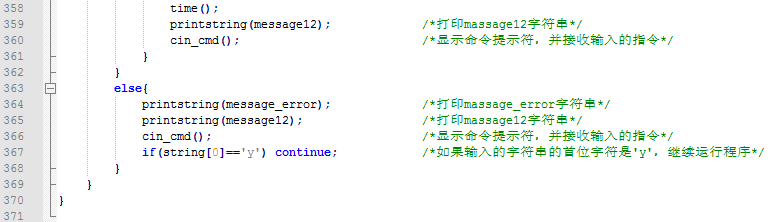 358 time();
359 printstring(message12); /*打印massage12字符串*/
360 cin_cmd(); /*显示命令提示符，并接收输入的指令*/
361 }
362 }
363 else{
364 printstring(message_error); /*打印massage_error字符串*/
365 printstring(message12); /*打印massage12字符串*/
366 cin_cmd(); /*显示命令提示符，并接收输入的指令*/
367 if(string[0]=='y') continue; /*如果输入的字符串的首位字符是'y'，继续运行程序*/
368 }
369 }
370 }
371